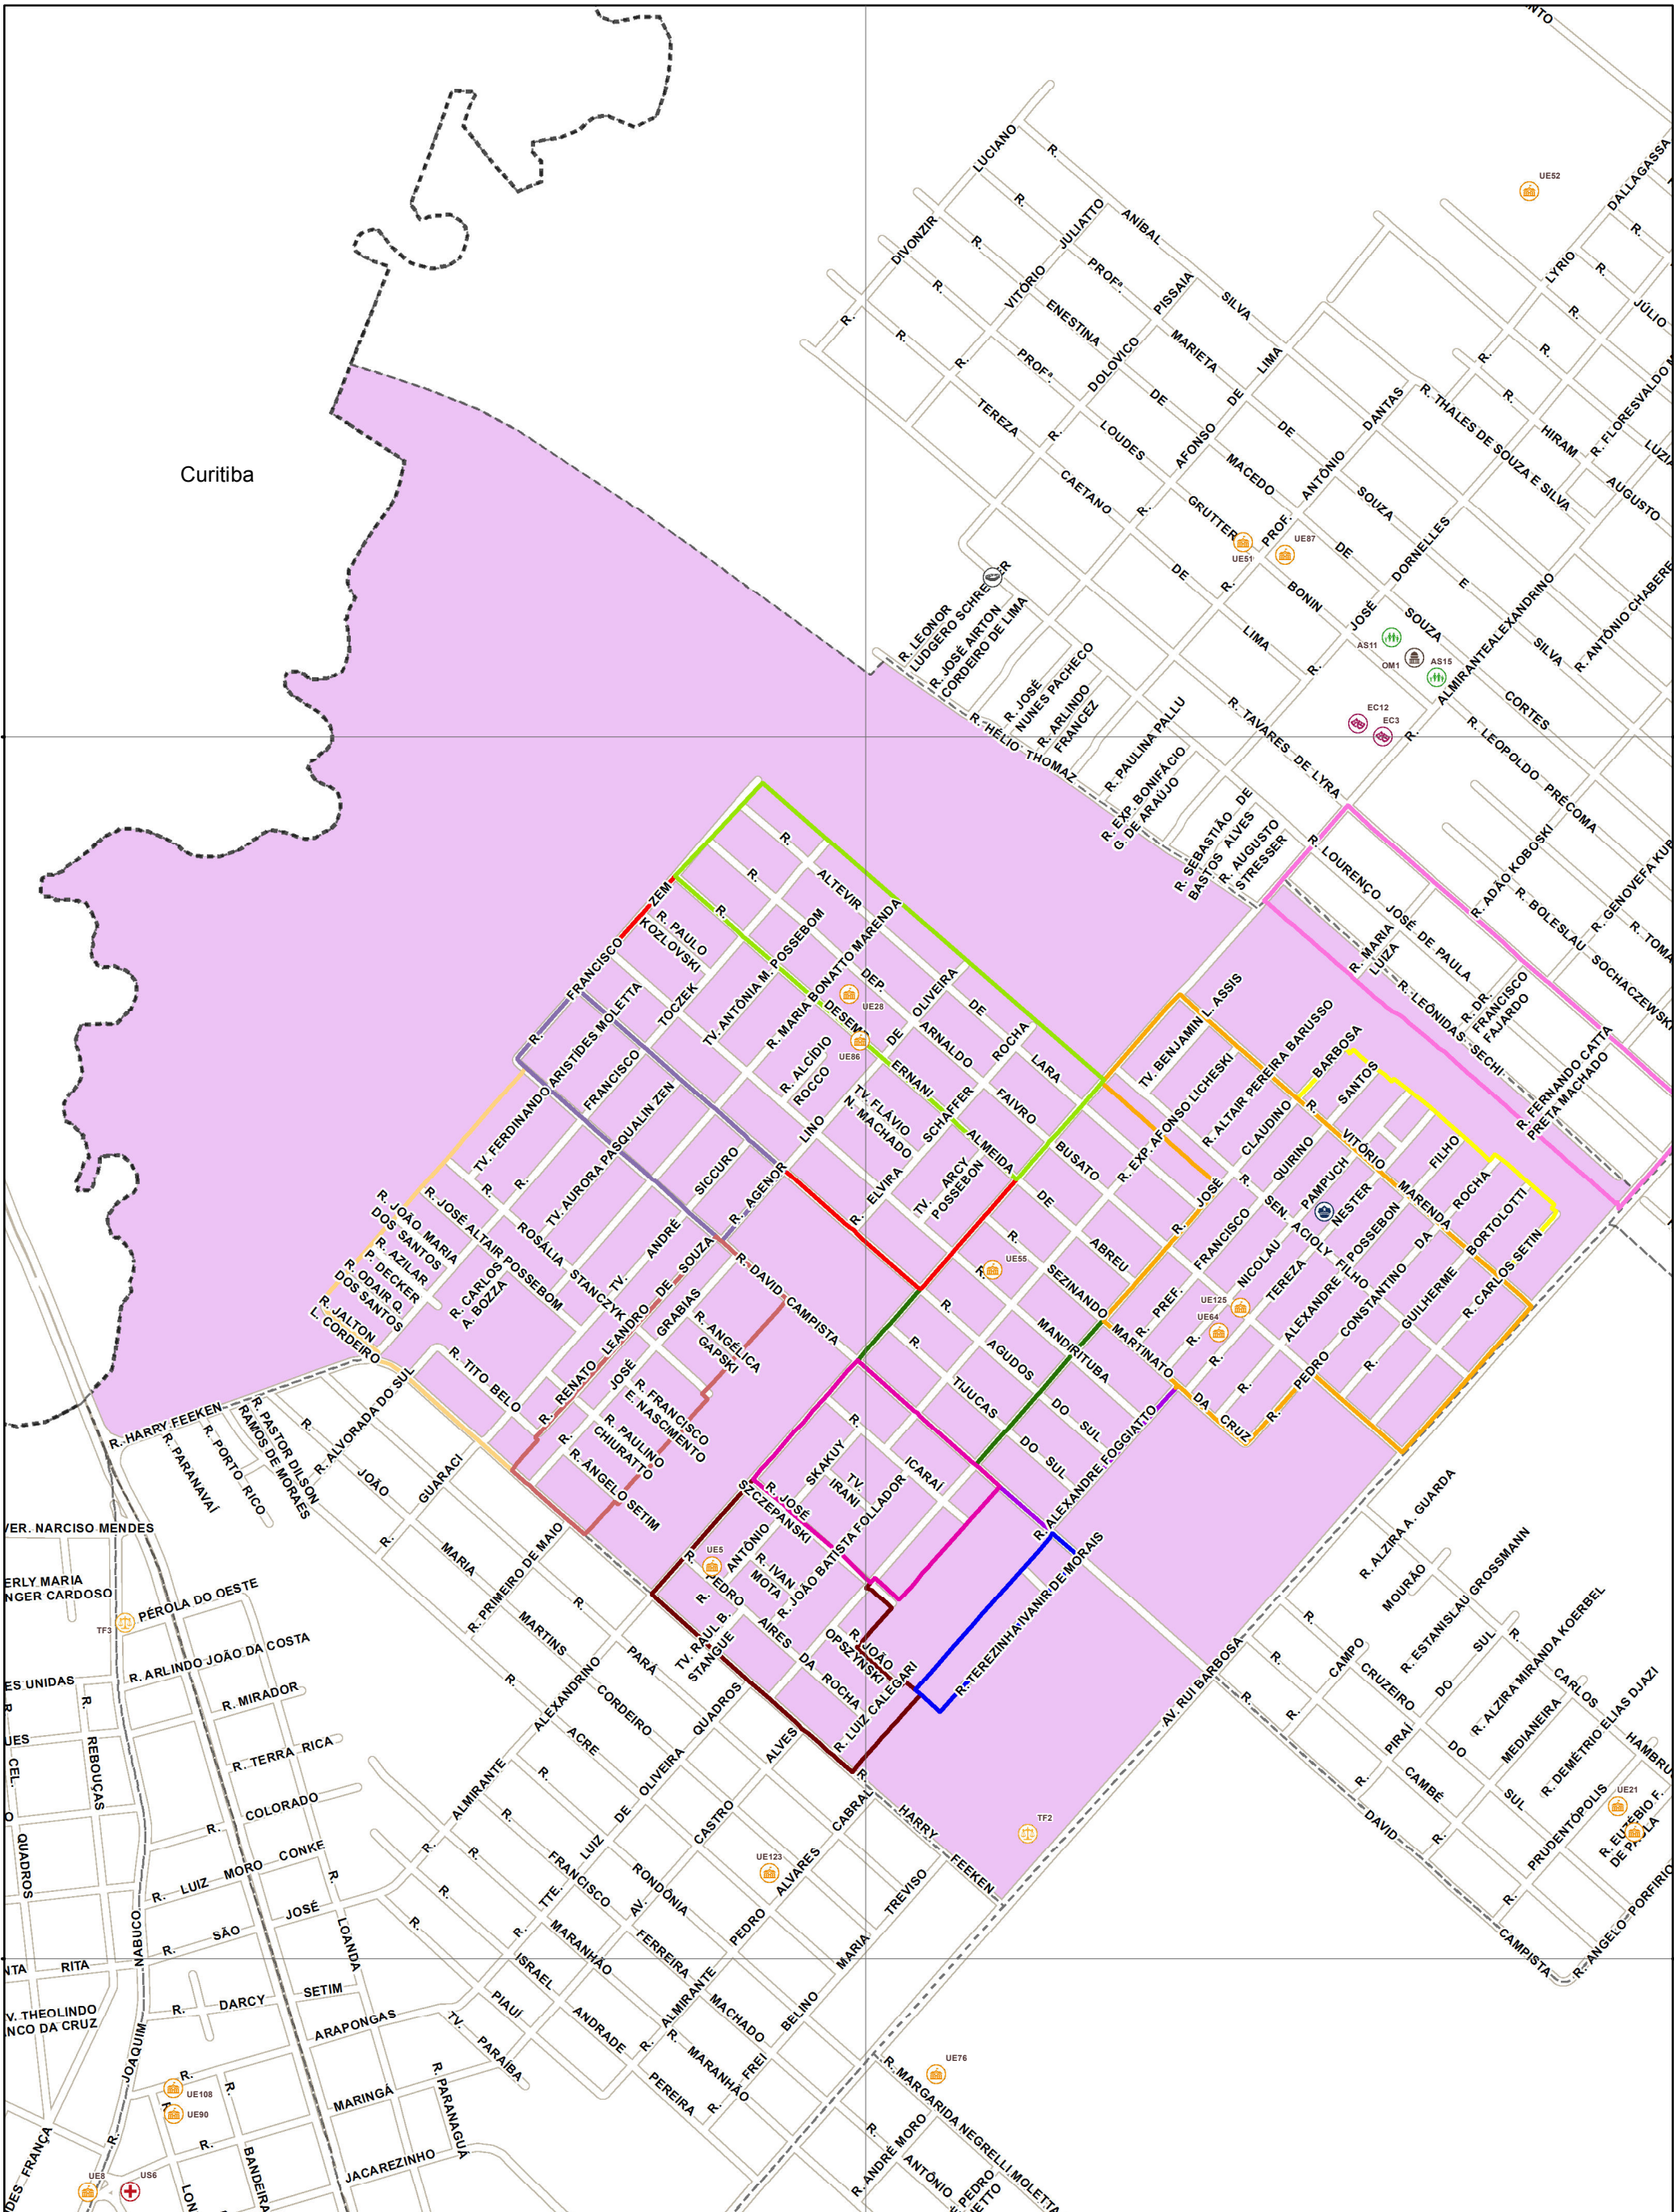 NTO
Curitiba
UE52
DALLAGASSA
LYRIO
R.
R.
R.
JÚLIO
R.
R.
R.
HIRAM
AUGUSTO
LUZIA
R. FLORESVALDO
R. THALES DE SOUZA E SILVA
R. ANTÔNIO CHABERE
R. DIVONZIR LUCIANO
R. VITÓRIO JULIATTO
R. DOLOVICO PISSAIA
R. AFONSO DE LIMA
R. PROF. ANTÔNIO DANTAS
R. JOSÉ DORNELLES
R. ALMIRANTE ALEXANDRINO
R. ANÍBAL SILVA
R. PROFª. MARIETA DE SOUZA E SILVA
R. ENESTINA DE MACEDO DE SOUZA CORTES
R. PROFª. LOUDES GRUTTER BONIN
R. TEREZA CAETANO DE LIMA
UE51
UE87
AS11
OM1
AS15
EC12
EC3
R. LEOPOLDO PRÉCOMA
R. TAVARES DE LYRA
R. LEONOR
LUDGERO SCHRE
ER
R. JOSÉ AIRTON
CORDEIRO DE LIMA
R. JOSÉ
NUNES PACHECO
R. ARLINDO
FRANCEZ
R. HÉLIO THOMAZ
R. PAULINA PALLU
R. EXP. BONIFÁCIO
G. DE ARAÚJO
R. SEBASTIÃO DE
BASTOS ALVES
R. AUGUSTO
STRESSER
R. LOURENÇO JOSÉ DE PAULA
R. ADÃO KOBOSKI
R. GENOVEFA KUB
R. BOLESLAU SOCHACZEWSKI
R. TOMA
R. MARIA
LUIZA
R. LEÔNIDAS SECHI
R. DR.
FRANCISCO
FAJARDO
R. FERNANDO CATTA
PRETA MACHADO
R. FRANCISCO ZEM
R. PAULO
KOZLOVSKI
R. ALTEVIR DE LARA
R. DEP. ARNALDO FAIVRO BUSATO
R. DESEMB. ERNANI ALMEIDA DE ABREU
TV. ANTÔNIA M. POSSEBOM
R. MARIA BONATTO MARENDA
UE28
UE86
R. FRANCISCO TOCZEK
TV. FERDINANDO ARISTÍDES MOLETTA
TV. AURORA PASQUALIN ZEN
R. ALCÍDIO
ROCCO
TV. FLÁVIO
N. MACHADO
R. AGENOR LINO DE OLIVEIRA
R. ELVIRA SCHAFFER ROCHA
TV. ARCY
POSSEBON
TV. BENJAMIN L. ASSIS
R. EXP. AFONSO LICHESKI
R. ALTAIR PEREIRA BARUSSO
R. JOSÉ CLAUDINO BARBOSA
R. PREF. FRANCISCO QUIRINO SANTOS
R. VITÓRIO MARENDA
R. SEN. ACIOLY FILHO
R. NICOLAU PAMPUCH
R. TEREZA NESTER
R. ALEXANDRE POSSEBON FILHO
R. PEDRO CONSTANTINO DA ROCHA
R. GUILHERME BORTOLOTTI
R. CARLOS SETIN
UE55
UE125
UE64
R. SEZINANDO MARTINATO DA CRUZ
R. MANDIRITUBA
R. AGUDOS DO SUL
R. TIJUCAS DO SUL
TV. ANDRÉ SICCURO
R. ROSÁLIA STANCZYK
R. JOSÉ ALTAIR POSSEBOM
R. JOÃO MARIA
DOS SANTOS
R. AZILAR
P. DECKER
R. ODAIR Q.
DOS SANTOS
R. JALTON
L. CORDEIRO
R. CARLOS
A. BOZZA
R. RENATO LEANDRO DE SOUZA
R. DAVID CAMPISTA
R. JOSÉ GRABIAS
R. ANGÉLICA
GAPSKI
R. FRANCISCO
E. NASCIMENTO
R. PAULINO
CHIURATTO
R. ÂNGELO SETIM
R. TITO BELO
R. ALVORADA DO SUL
R. GUARACI
R. HARRY FEEKEN
R. PARANAVAÍ
R. PORTO RICO
R. PASTOR DILSON
RAMOS DE MORAES
R. JOÃO MARIA MARTINS CORDEIRO
R. PRIMEIRO DE MAIO
R. PARÁ
R. ACRE
R. ICARAÍ
TV.
IRANI
R. ANTÔNIO SKAKUY
R. JOSÉ
SZCZEPANSKI
R. JOÃO BATISTA FOLLADOR
R. IVAN
MOTA
UE5
R. PEDRO AIRES DA ROCHA
TV. RAUL B.
STANGUE
R. JOÃO
OPSZYNSKI
R. LUIZ CALEGARI
R. ALEXANDRE FOGGIATTO
R. TEREZINHA IVANIR DE MORAIS
AV. RUI BARBOSA
TF2
R. HARRY FEEKEN
R. ALZIRA A. GUARDA
MOURÃO
R. CAMPO
R. ESTANISLAU GROSSMANN
R. CRUZEIRO DO SUL
R. PIRAÍ DO SUL
R. ALZIRA MIRANDA KOERBEL
R. CARLOS HAMBRU
MEDIANEIRA
R. DEMÉTRIO ELIAS DJAZI
R. CAMBÉ
R. PRUDENTÓPOLIS
UE21
R. EUZÉBIO F.
DE PAULA
R. DAVID CAMPISTA
R. ANGELO PORFIRIO
VER. NARCISO MENDES
ERLY MARIA
NGER CARDOSO
TF3
PÉROLA DO OESTE
R. ARLINDO JOÃO DA COSTA
ES UNIDAS
R. MIRADOR
R. TERRA RICA
R. COLORADO
R. LUIZ MORO CONKE
R. SÃO JOSÉ
R. REBOUÇAS
R. LOANDA
UES
CEL.
QUADROS
NTA RITA
V. THEOLINDO
NCO DA CRUZ
R. DARCY SETIM
R. ARAPONGAS
R. MARINGÁ
R. JACAREZINHO
R. PARANAGUÁ
TV. PARAÍBA
R. JOAQUIM NABUCO
R. BANDEIRA
LON
UE108
UE90
UE8
US6
DES FRANÇA
R. ALMIRANTE ALEXANDRINO
R. TTE. LUIZ DE OLIVEIRA QUADROS
AV. CASTRO ALVES
UE123
R. ALMIRANTE PEDRO ALVARES CABRAL
R. FREI BELINO MARIA TREVISO
R. RONDÔNIA
R. FRANCISCO FERREIRA MACHADO
R. MARANHÃO
R. ISRAEL ANDRADE PEREIRA
R. PIAUÍ
R. MARANHÃO
UE76
R. MARGARIDA NEGRELLI MOLETTA
R. ANDRÉ MORO
R. ANTÔNIO
PEDRO
ETTO